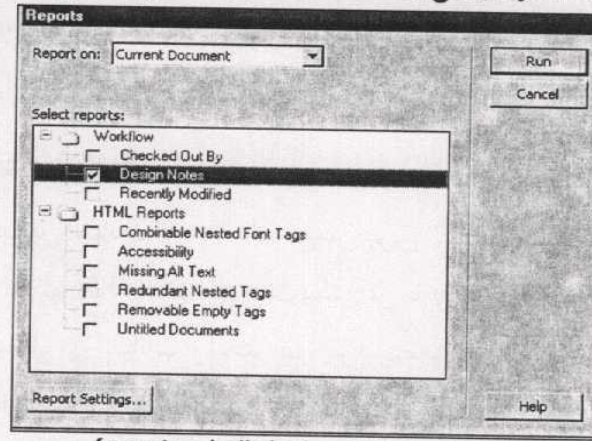 Reports
Report on: Current Document
Run
Cancel
Select reports:
Workflow
Checked Out By
Design Notes
Recently Modified
HTML Reports
Combinable Nested Font Tags
Accessibility
Missing Alt Text
Redundant Nested Tags
Removable Empty Tags
Untitled Documents
Report Settings...
Help